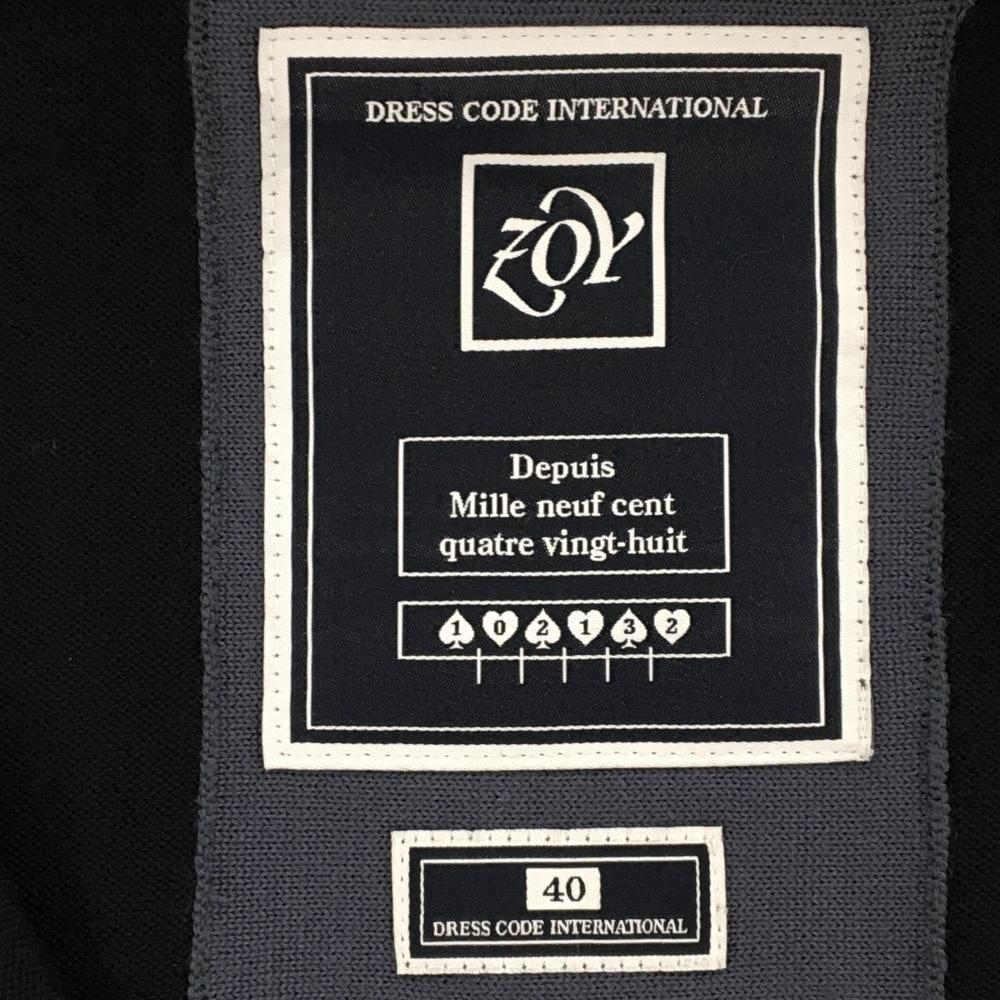 DRESS CODE INTERNATIONAL
ZOY
Depuis
Mille neuf cent
quatre vingt-huit
1 0 2 1 3 2
40
DRESS CODE INTERNATIONAL